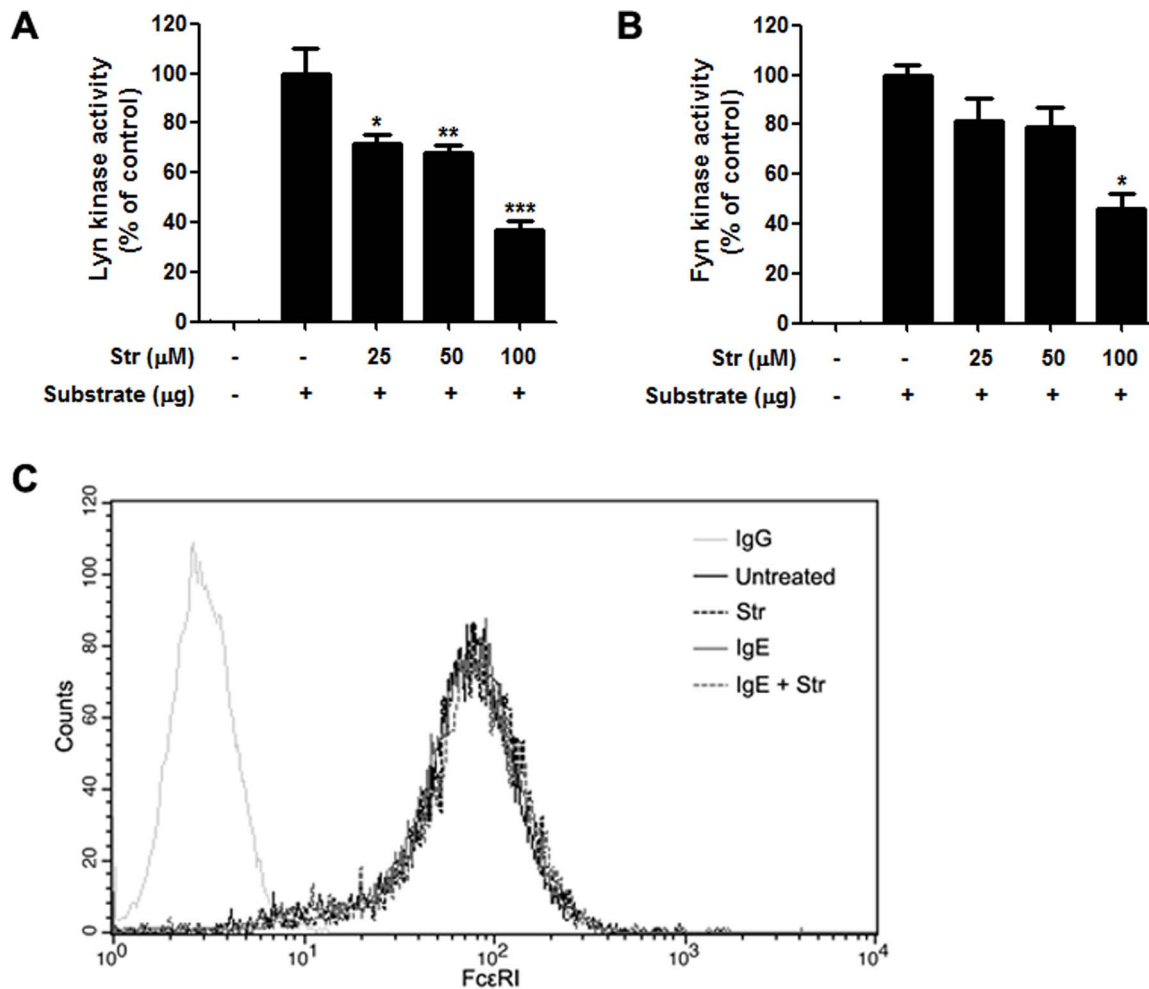 A
Lyn kinase activity
(% of control)
120
100
80
60
40
20
0
*
**
***
Str (μM) - - 25 50 100
Substrate (μg) - + + + +
B
Fyn kinase activity
(% of control)
120
100
80
60
40
20
0
*
Str (μM) - - 25 50 100
Substrate (μg) - + + + +
C
Counts
120
100
80
60
40
20
0
IgG
Untreated
Str
IgE
IgE + Str
10⁰ 10¹ 10² 10³ 10⁴
FcεRI